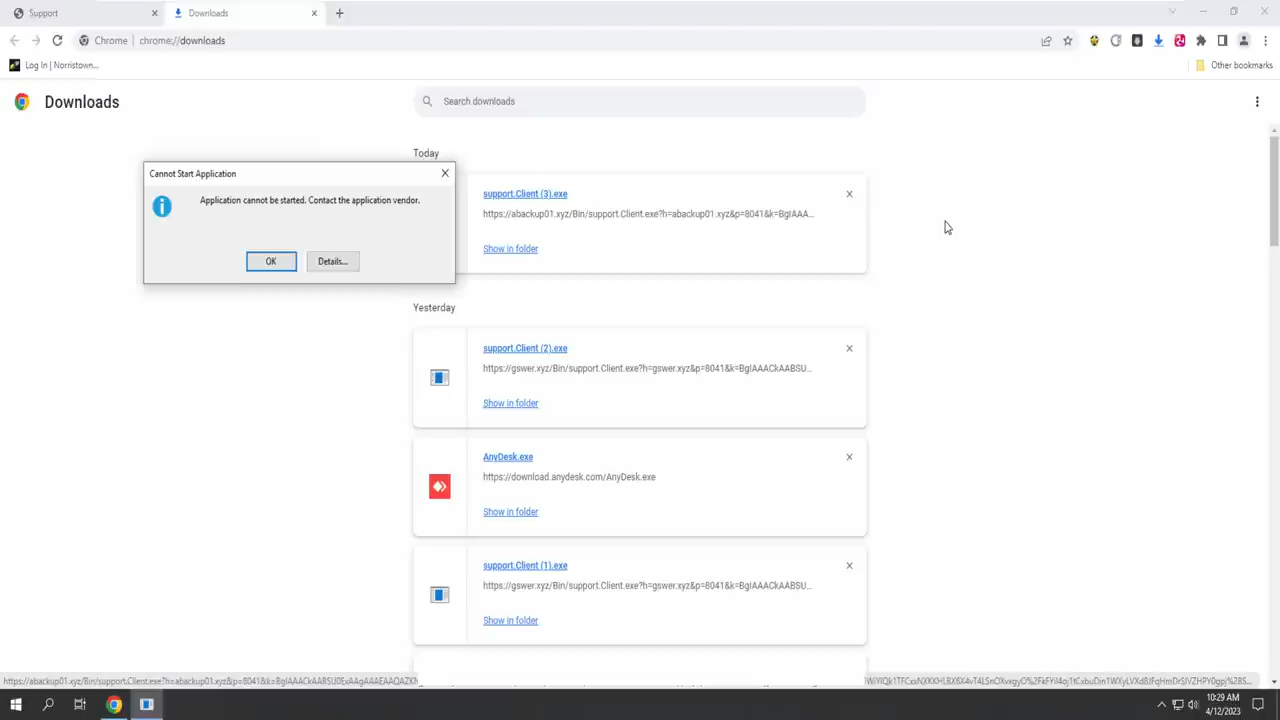 Support
Downloads
Chrome
chrome://downloads
Log In | Norristown...
Other bookmarks
Downloads
Search downloads
Today
Cannot Start Application
Application cannot be started. Contact the application vendor.
OK
Details...
support.Client (3).exe
https://abackup01.xyz/Bin/support.Client.exe?h=abackup01.xyz&p=8041&k=BgIAAA...
Show in folder
Yesterday
support.Client (2).exe
https://gswer.xyz/Bin/support.Client.exe?h=gswer.xyz&p=8041&k=BgIAAACkAABSU...
Show in folder
AnyDesk.exe
https://download.anydesk.com/AnyDesk.exe
Show in folder
support.Client (1).exe
https://gswer.xyz/Bin/support.Client.exe?h=gswer.xyz&p=8041&k=BgIAAACkAABSU...
Show in folder
10:29 AM
4/12/2023